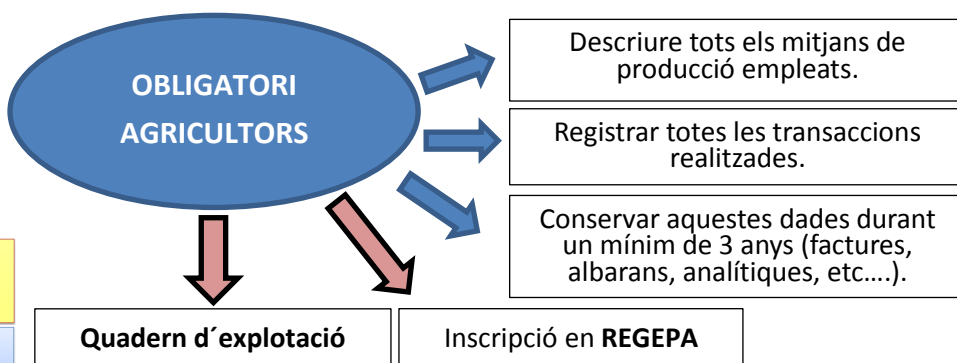 OBLIGATORI
AGRICULTORS
Descriure tots els mitjans de
producció empleats.
Registrar totes les transaccions
realitzades.
Conservar aquestes dades durant
un mínim de 3 anys (factures,
albarans, analítiques, etc….).
Quadern d´explotació
Inscripció en REGEPA